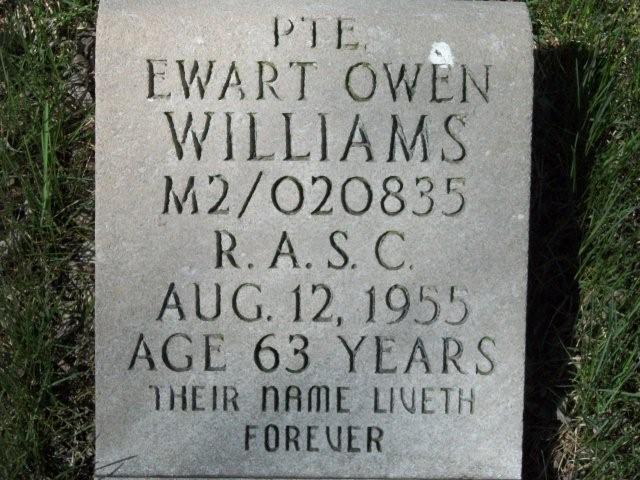 PTE.
EWART OWEN
WILLIAMS
M2/020835
R.A.S.C.
AUG. 12, 1955
AGE 63 YEARS
THEIR NAME LIVETH
FOREVER